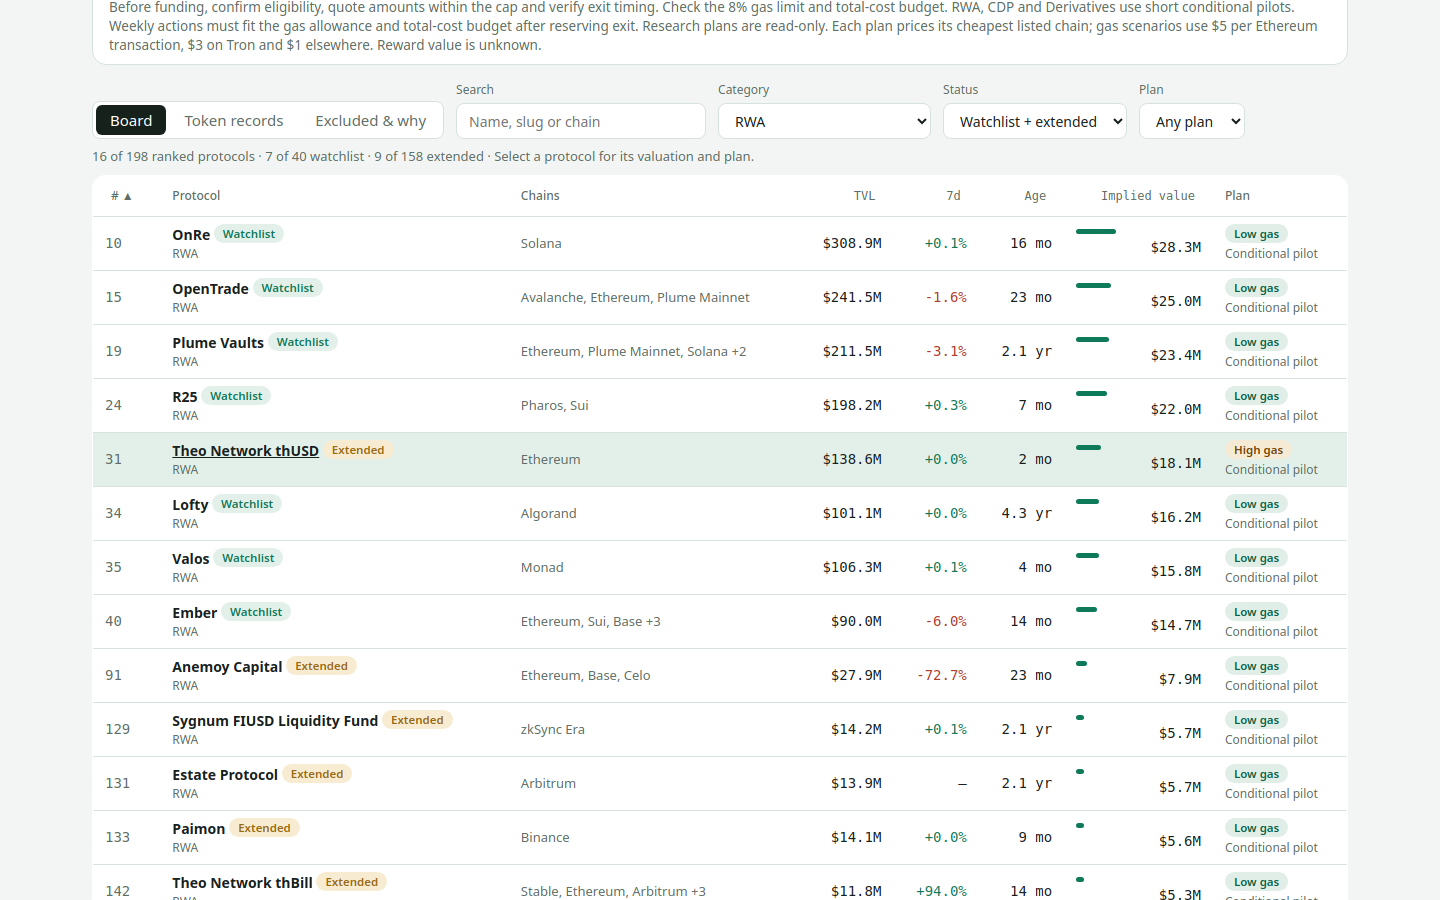 Before funding, confirm eligibility, quote amounts within the cap and verify exit timing. Check the 8% gas limit and total-cost budget. RWA, CDP and Derivatives use short conditional pilots.
Weekly actions must fit the gas allowance and total-cost budget after reserving exit. Research plans are read-only. Each plan prices its cheapest listed chain; gas scenarios use $5 per Ethereum
transaction, $3 on Tron and $1 elsewhere. Reward value is unknown.
Search Category Status Plan
Board Token records Excluded & why Name, slug or chain RWA Watchlist + extended Any plan
16 of 198 ranked protocols · 7 of 40 watchlist · 9 of 158 extended · Select a protocol for its valuation and plan.
# ▲ Protocol Chains TVL 7d Age Implied value Plan
10 OnRe Watchlist Solana $308.9M +0.1% 16 mo $28.3M Low gas
RWA Conditional pilot
15 OpenTrade Watchlist Avalanche, Ethereum, Plume Mainnet $241.5M -1.6% 23 mo $25.0M Low gas
RWA Conditional pilot
19 Plume Vaults Watchlist Ethereum, Plume Mainnet, Solana +2 $211.5M -3.1% 2.1 yr $23.4M Low gas
RWA Conditional pilot
24 R25 Watchlist Pharos, Sui $198.2M +0.3% 7 mo $22.0M Low gas
RWA Conditional pilot
31 Theo Network thUSD Extended Ethereum $138.6M +0.0% 2 mo $18.1M High gas
RWA Conditional pilot
34 Lofty Watchlist Algorand $101.1M +0.0% 4.3 yr $16.2M Low gas
RWA Conditional pilot
35 Valos Watchlist Monad $106.3M +0.1% 4 mo $15.8M Low gas
RWA Conditional pilot
40 Ember Watchlist Ethereum, Sui, Base +3 $90.0M -6.0% 14 mo $14.7M Low gas
RWA Conditional pilot
91 Anemoy Capital Extended Ethereum, Base, Celo $27.9M -72.7% 23 mo $7.9M Low gas
RWA Conditional pilot
129 Sygnum FIUSD Liquidity Fund Extended zkSync Era $14.2M +0.1% 2.1 yr $5.7M Low gas
RWA Conditional pilot
131 Estate Protocol Extended Arbitrum $13.9M — 2.1 yr $5.7M Low gas
RWA Conditional pilot
133 Paimon Extended Binance $14.1M +0.0% 9 mo $5.6M Low gas
RWA Conditional pilot
142 Theo Network thBill Extended Stable, Ethereum, Arbitrum +3 $11.8M +94.0% 14 mo $5.3M Low gas
RWA Conditional pilot